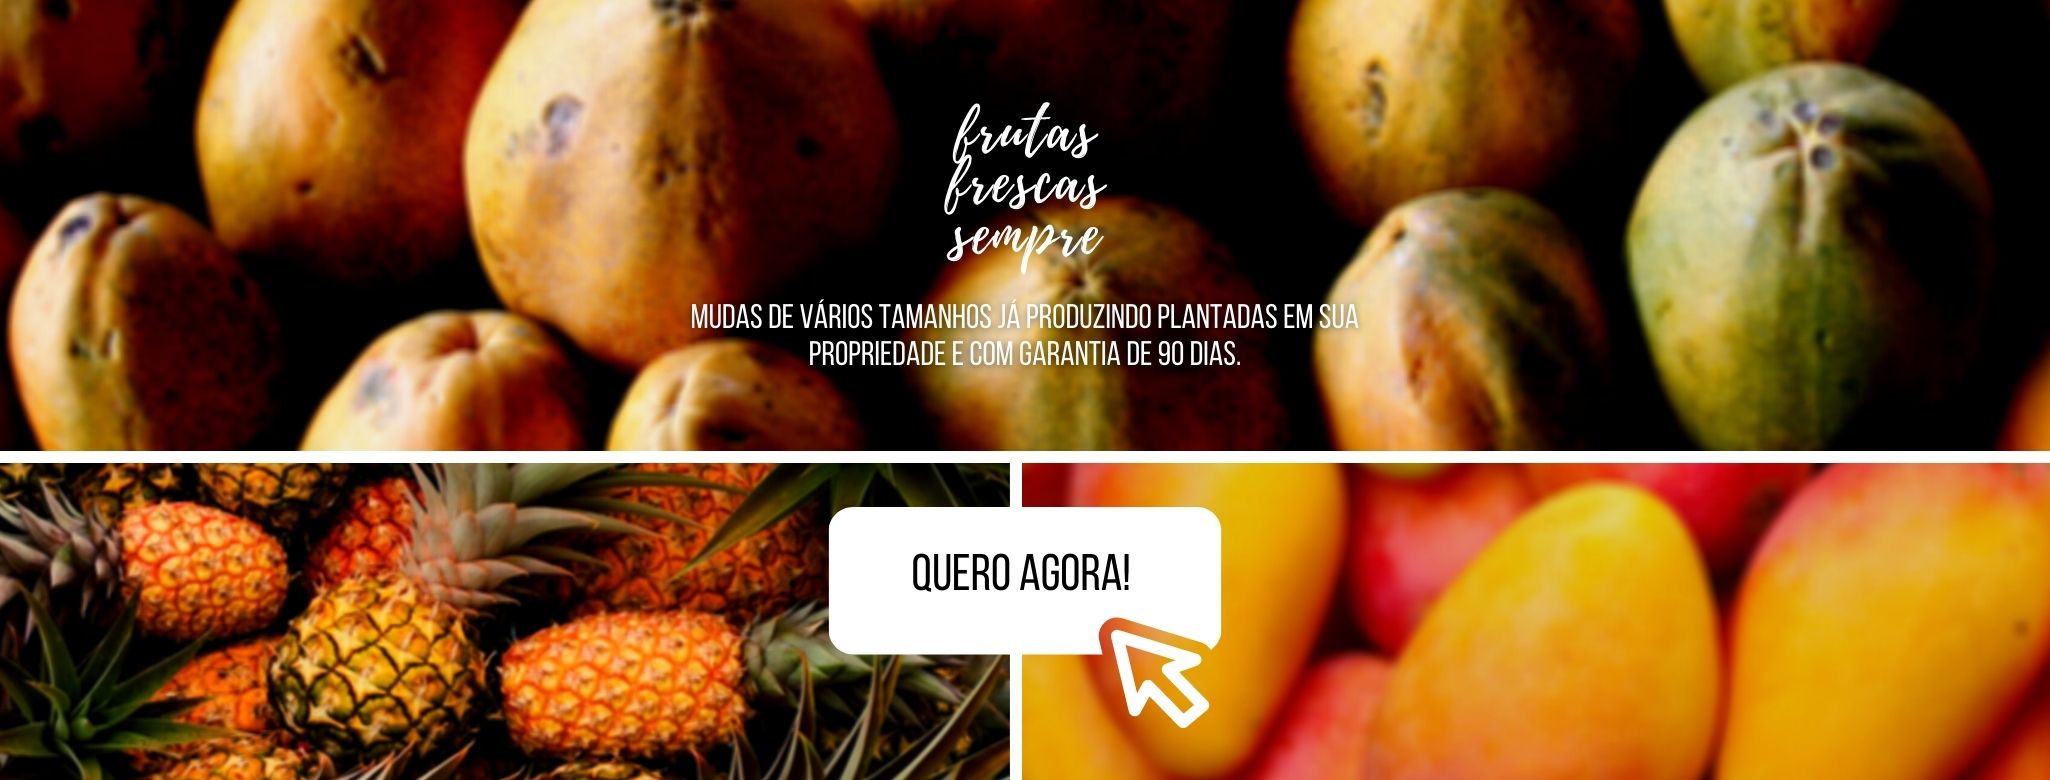 frutas
frescas
sempre
MUDAS DE VÁRIOS TAMANHOS JÁ PRODUZINDO PLANTADAS EM SUA
PROPRIEDADE E COM GARANTIA DE 90 DIAS.
QUERO AGORA!